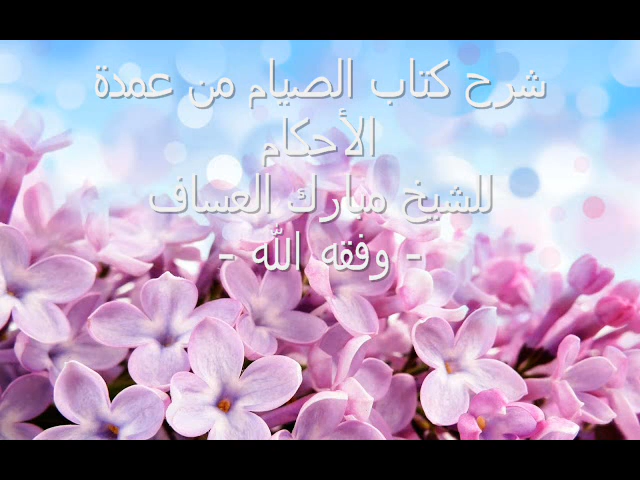 شرح كتاب الصيام من عمدة
الأحكام
للشيخ مبارك العساف
- وفقه الله -